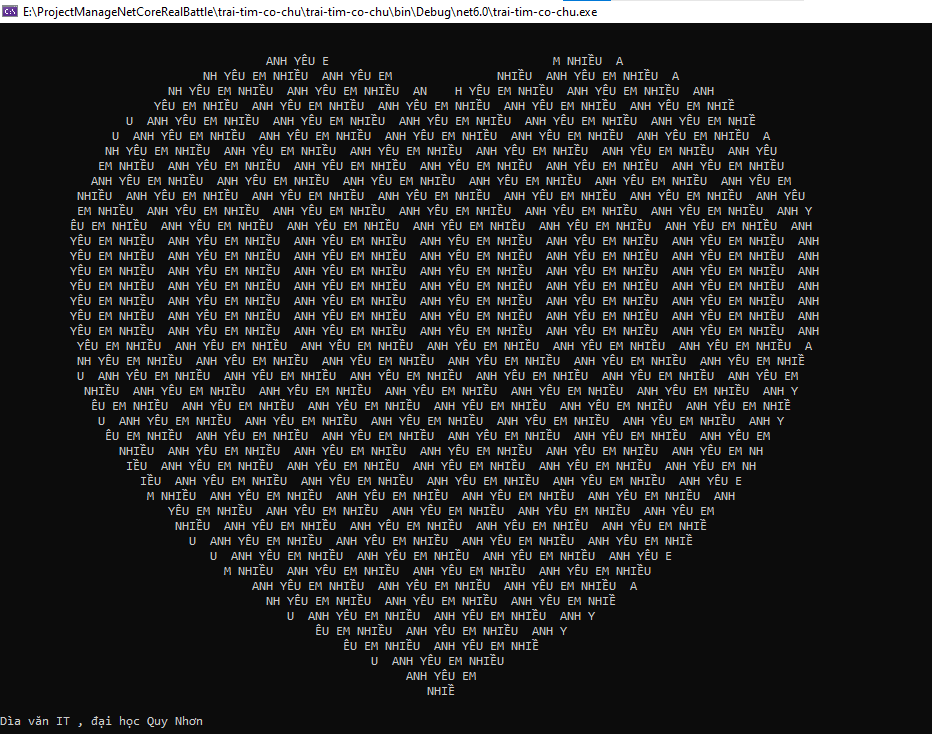 E:\ProjectManageNetCoreRealBattle\trai-tim-co-chu\trai-tim-co-chu\bin\Debug\net6.0\trai-tim-co-chu.exe
ANH YÊU E M NHIỀU ANH A
NH YÊU EM NHIỀU ANH YÊU EM NHIỀU ANH YÊU EM NHIỀU A
NH YÊU EM NHIỀU ANH YÊU EM NHIỀU AN H YÊU EM NHIỀU ANH YÊU EM NHIỀU ANH
YÊU EM NHIỀU ANH YÊU EM NHIỀU ANH YÊU EM NHIỀU ANH YÊU EM NHIỀU ANH YÊU EM NHIỀ
U ANH YÊU EM NHIỀU ANH YÊU EM NHIỀU ANH YÊU EM NHIỀU ANH YÊU EM NHIỀU ANH YÊU EM NHIỀ
U ANH YÊU EM NHIỀU ANH YÊU EM NHIỀU ANH YÊU EM NHIỀU ANH YÊU EM NHIỀU ANH YÊU EM NHIỀU A
NH YÊU EM NHIỀU ANH YÊU EM NHIỀU ANH YÊU EM NHIỀU ANH YÊU EM NHIỀU ANH YÊU EM NHIỀU ANH YÊU
EM NHIỀU ANH YÊU EM NHIỀU ANH YÊU EM NHIỀU ANH YÊU EM NHIỀU ANH YÊU EM NHIỀU ANH YÊU EM NHIỀU
ANH YÊU EM NHIỀU ANH YÊU EM NHIỀU ANH YÊU EM NHIỀU ANH YÊU EM NHIỀU ANH YÊU EM NHIỀU ANH YÊU EM
NHIỀU ANH YÊU EM NHIỀU ANH YÊU EM NHIỀU ANH YÊU EM NHIỀU ANH YÊU EM NHIỀU ANH YÊU EM NHIỀU ANH YÊU
EM NHIỀU ANH YÊU EM NHIỀU ANH YÊU EM NHIỀU ANH YÊU EM NHIỀU ANH YÊU EM NHIỀU ANH YÊU EM NHIỀU ANH Y
ÊU EM NHIỀU ANH YÊU EM NHIỀU ANH YÊU EM NHIỀU ANH YÊU EM NHIỀU ANH YÊU EM NHIỀU ANH YÊU EM NHIỀU ANH
YÊU EM NHIỀU ANH YÊU EM NHIỀU ANH YÊU EM NHIỀU ANH YÊU EM NHIỀU ANH YÊU EM NHIỀU ANH YÊU EM NHIỀU ANH
YÊU EM NHIỀU ANH YÊU EM NHIỀU ANH YÊU EM NHIỀU ANH YÊU EM NHIỀU ANH YÊU EM NHIỀU ANH YÊU EM NHIỀU ANH
YÊU EM NHIỀU ANH YÊU EM NHIỀU ANH YÊU EM NHIỀU ANH YÊU EM NHIỀU ANH YÊU EM NHIỀU ANH YÊU EM NHIỀU ANH
YÊU EM NHIỀU ANH YÊU EM NHIỀU ANH YÊU EM NHIỀU ANH YÊU EM NHIỀU ANH YÊU EM NHIỀU ANH YÊU EM NHIỀU ANH
YÊU EM NHIỀU ANH YÊU EM NHIỀU ANH YÊU EM NHIỀU ANH YÊU EM NHIỀU ANH YÊU EM NHIỀU ANH YÊU EM NHIỀU ANH
YÊU EM NHIỀU ANH YÊU EM NHIỀU ANH YÊU EM NHIỀU ANH YÊU EM NHIỀU ANH YÊU EM NHIỀU ANH YÊU EM NHIỀU ANH
YÊU EM NHIỀU ANH YÊU EM NHIỀU ANH YÊU EM NHIỀU ANH YÊU EM NHIỀU ANH YÊU EM NHIỀU ANH YÊU EM NHIỀU ANH
YÊU EM NHIỀU ANH YÊU EM NHIỀU ANH YÊU EM NHIỀU ANH YÊU EM NHIỀU ANH YÊU EM NHIỀU ANH YÊU EM NHIỀU A
NH YÊU EM NHIỀU ANH YÊU EM NHIỀU ANH YÊU EM NHIỀU ANH YÊU EM NHIỀU ANH YÊU EM NHIỀU ANH YÊU EM NHIỀ
U ANH YÊU EM NHIỀU ANH YÊU EM NHIỀU ANH YÊU EM NHIỀU ANH YÊU EM NHIỀU ANH YÊU EM NHIỀU ANH YÊU EM
NHIỀU ANH YÊU EM NHIỀU ANH YÊU EM NHIỀU ANH YÊU EM NHIỀU ANH YÊU EM NHIỀU ANH YÊU EM NHIỀU ANH Y
ÊU EM NHIỀU ANH YÊU EM NHIỀU ANH YÊU EM NHIỀU ANH YÊU EM NHIỀU ANH YÊU EM NHIỀU ANH YÊU EM NHIỀ
U ANH YÊU EM NHIỀU ANH YÊU EM NHIỀU ANH YÊU EM NHIỀU ANH YÊU EM NHIỀU ANH YÊU EM NHIỀU ANH Y
ÊU EM NHIỀU ANH YÊU EM NHIỀU ANH YÊU EM NHIỀU ANH YÊU EM NHIỀU ANH YÊU EM NHIỀU ANH YÊU EM
NHIỀU ANH YÊU EM NHIỀU ANH YÊU EM NHIỀU ANH YÊU EM NHIỀU ANH YÊU EM NHIỀU ANH YÊU EM NH
IỀU ANH YÊU EM NHIỀU ANH YÊU EM NHIỀU ANH YÊU EM NHIỀU ANH YÊU EM NHIỀU ANH YÊU EM NH
IỀU ANH YÊU EM NHIỀU ANH YÊU EM NHIỀU ANH YÊU EM NHIỀU ANH YÊU EM NHIỀU ANH YÊU E
M NHIỀU ANH YÊU EM NHIỀU ANH YÊU EM NHIỀU ANH YÊU EM NHIỀU ANH YÊU EM NHIỀU ANH
YÊU EM NHIỀU ANH YÊU EM NHIỀU ANH YÊU EM NHIỀU ANH YÊU EM NHIỀU ANH YÊU EM
NHIỀU ANH YÊU EM NHIỀU ANH YÊU EM NHIỀU ANH YÊU EM NHIỀU ANH YÊU EM NHIỀ
U ANH YÊU EM NHIỀU ANH YÊU EM NHIỀU ANH YÊU EM NHIỀU ANH YÊU EM NHIỀ
U ANH YÊU EM NHIỀU ANH YÊU EM NHIỀU ANH YÊU EM NHIỀU ANH YÊU E
M NHIỀU ANH YÊU EM NHIỀU ANH YÊU EM NHIỀU ANH YÊU EM NHIỀU
ANH YÊU EM NHIỀU ANH YÊU EM NHIỀU ANH YÊU EM NHIỀU A
NH YÊU EM NHIỀU ANH YÊU EM NHIỀU ANH YÊU EM NHIỀ
U ANH YÊU EM NHIỀU ANH YÊU EM NHIỀU ANH Y
ÊU EM NHIỀU ANH YÊU EM NHIỀU ANH Y
ÊU EM NHIỀU ANH YÊU EM NHIỀ
U ANH YÊU EM NHIỀU
ANH YÊU EM
NHIỀ
Dìa văn IT , đại học Quy Nhơn